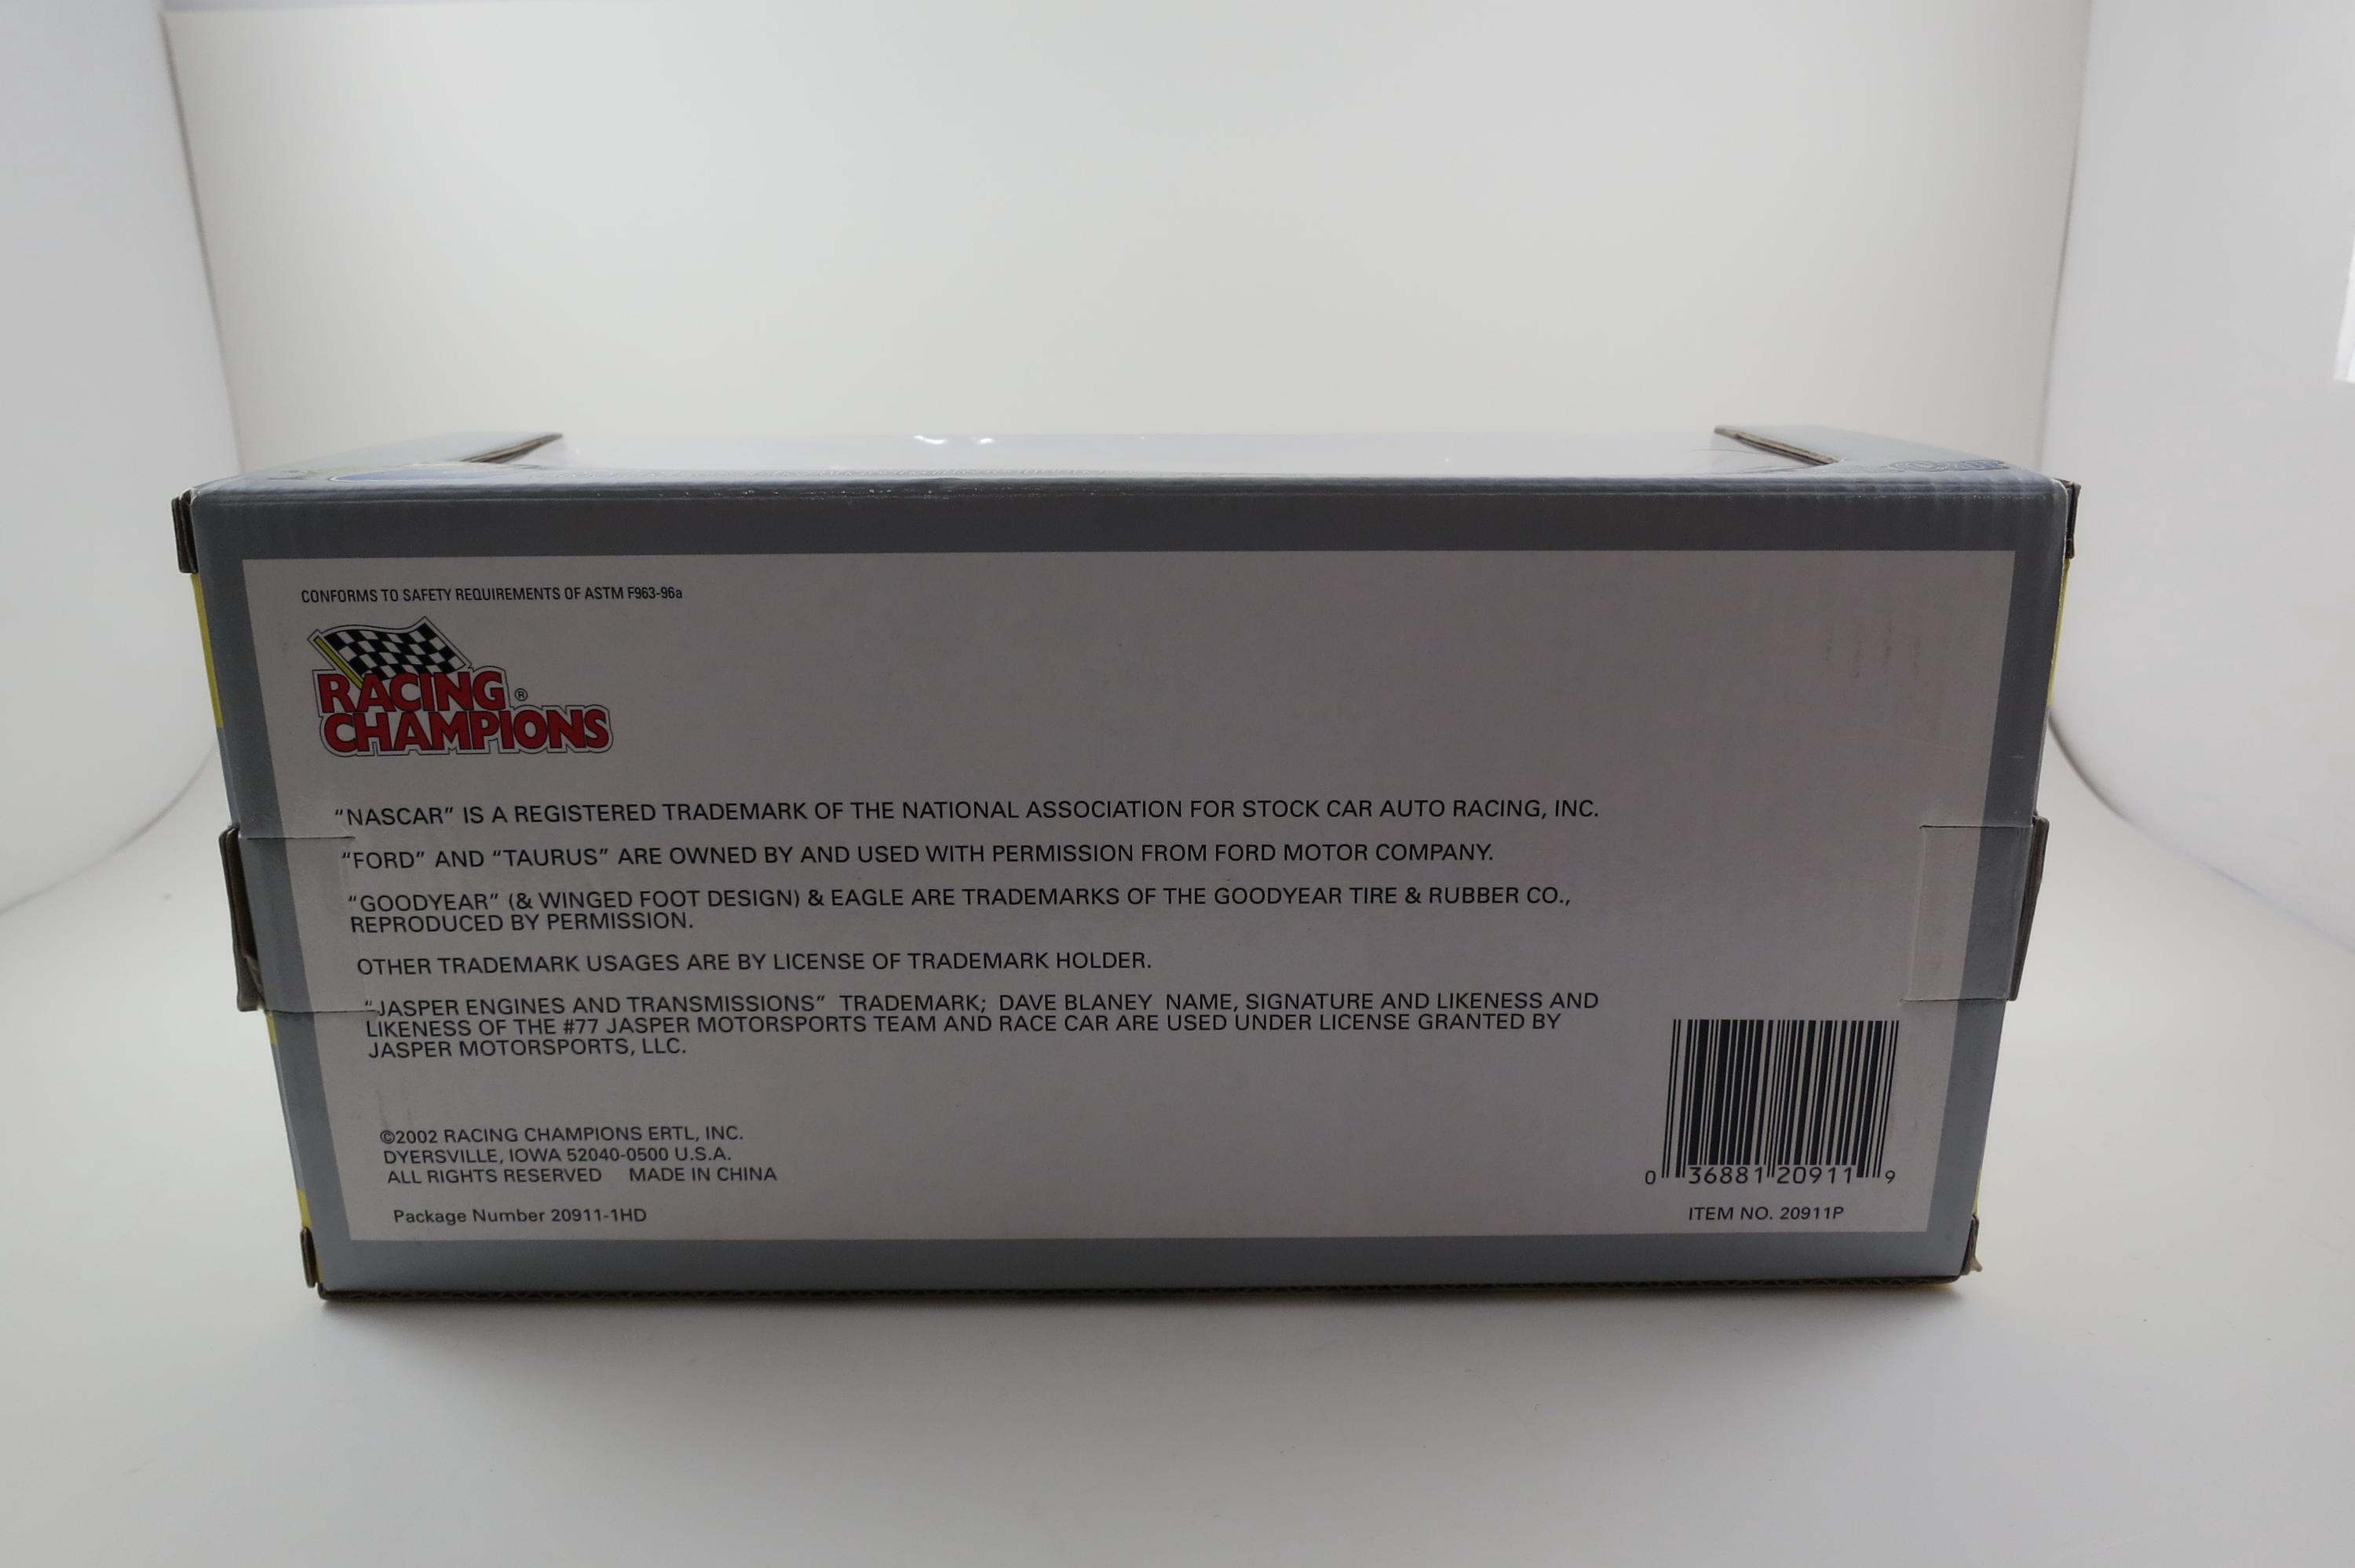 CONFORMS TO SAFETY REQUIREMENTS OF ASTM F963-96a
RACING ®
CHAMPIONS
“NASCAR” IS A REGISTERED TRADEMARK OF THE NATIONAL ASSOCIATION FOR STOCK CAR AUTO RACING, INC.
“FORD” AND “TAURUS” ARE OWNED BY AND USED WITH PERMISSION FROM FORD MOTOR COMPANY.
“GOODYEAR” (& WINGED FOOT DESIGN) & EAGLE ARE TRADEMARKS OF THE GOODYEAR TIRE & RUBBER CO.,
REPRODUCED BY PERMISSION.
OTHER TRADEMARK USAGES ARE BY LICENSE OF TRADEMARK HOLDER.
“JASPER ENGINES AND TRANSMISSIONS” TRADEMARK; DAVE BLANEY NAME, SIGNATURE AND LIKENESS AND
LIKENESS OF THE #77 JASPER MOTORSPORTS TEAM AND RACE CAR ARE USED UNDER LICENSE GRANTED BY
JASPER MOTORSPORTS, LLC.
©2002 RACING CHAMPIONS ERTL, INC.
DYERSVILLE, IOWA 52040-0500 U.S.A.
ALL RIGHTS RESERVED MADE IN CHINA
Package Number 20911-1HD
0 36881 20911 9
ITEM NO. 20911P